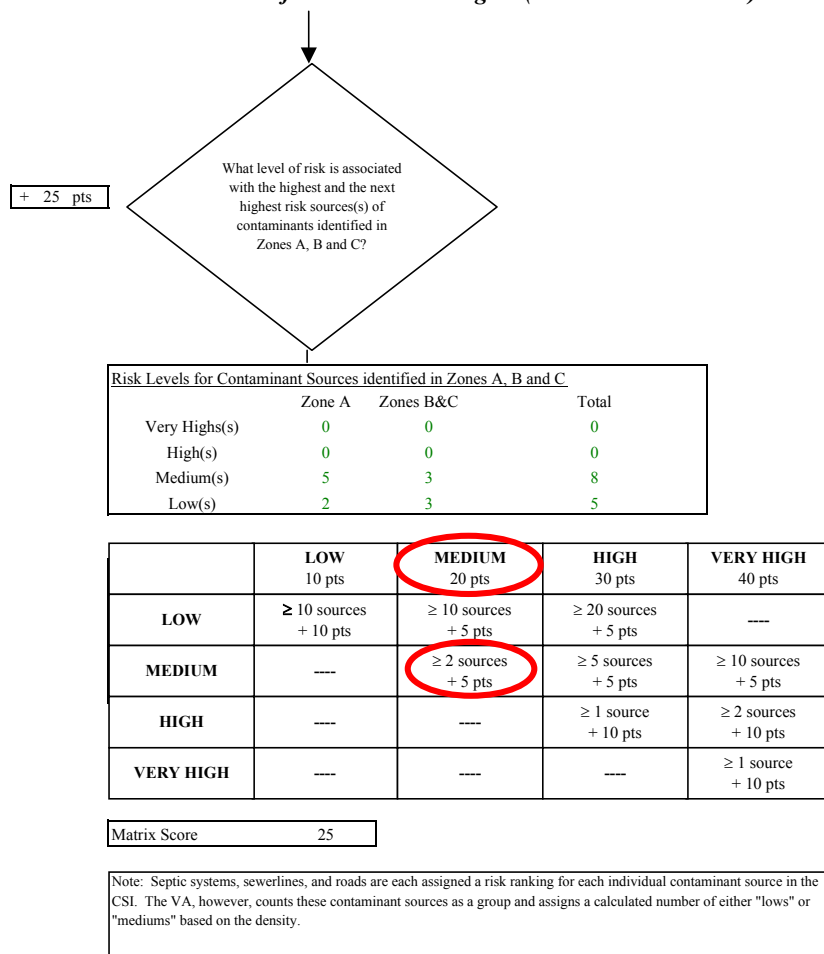 What level of risk is associated
with the highest and the next
highest risk sources(s) of
contaminants identified in
Zones A, B and C?
+ 25 pts
Risk Levels for Contaminant Sources identified in Zones A, B and C
Zone A Zones B&C Total
Very Highs(s) 0 0 0
High(s) 0 0 0
Medium(s) 5 3 8
Low(s) 2 3 5
LOW MEDIUM HIGH VERY HIGH
10 pts 20 pts 30 pts 40 pts
LOW ≥ 10 sources + 10 pts ≥ 10 sources + 5 pts ≥ 20 sources + 5 pts ----
MEDIUM ---- ≥ 2 sources + 5 pts ≥ 5 sources + 5 pts ≥ 10 sources + 5 pts
HIGH ---- ---- ≥ 1 source + 10 pts ≥ 2 sources + 10 pts
VERY HIGH ---- ---- ---- ≥ 1 source + 10 pts
Matrix Score 25
Note: Septic systems, sewerlines, and roads are each assigned a risk ranking for each individual contaminant source in the
CSI. The VA, however, counts these contaminant sources as a group and assigns a calculated number of either "lows" or
"mediums" based on the density.